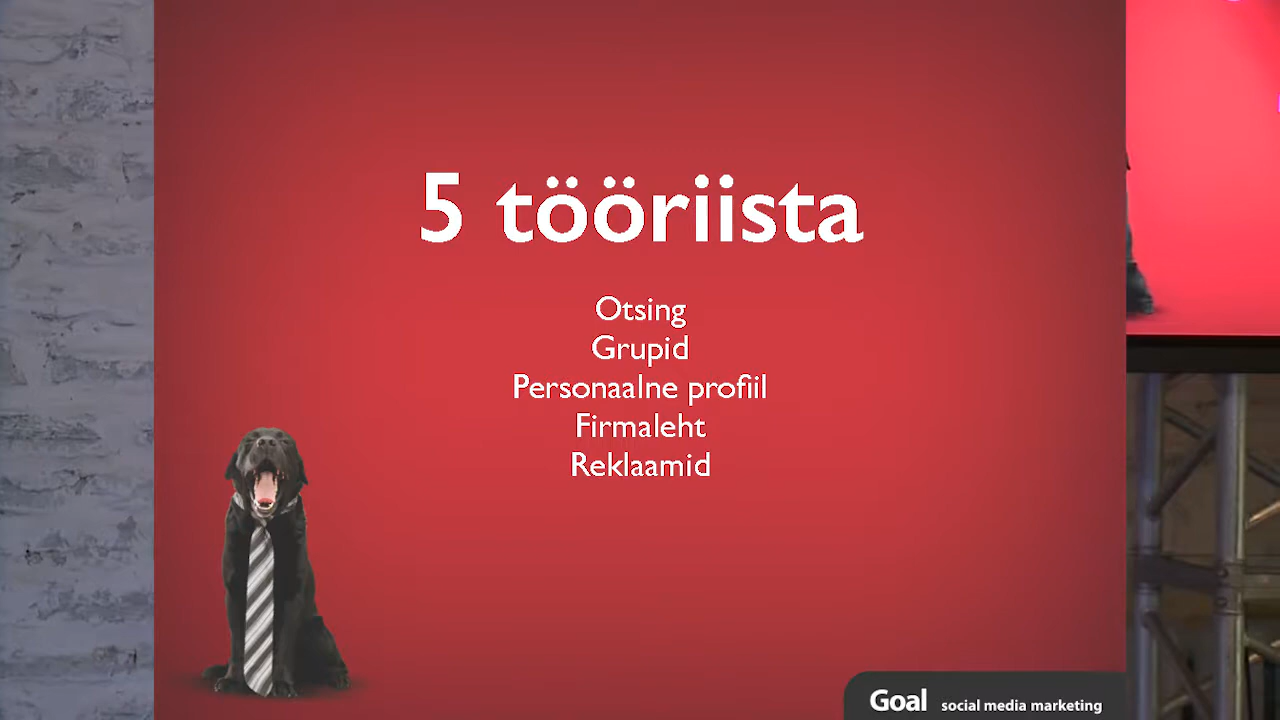 5 tööriista
Otsing
Grupid
Personaalne profiil
Firmaleht
Reklaamid
Goal social media marketing